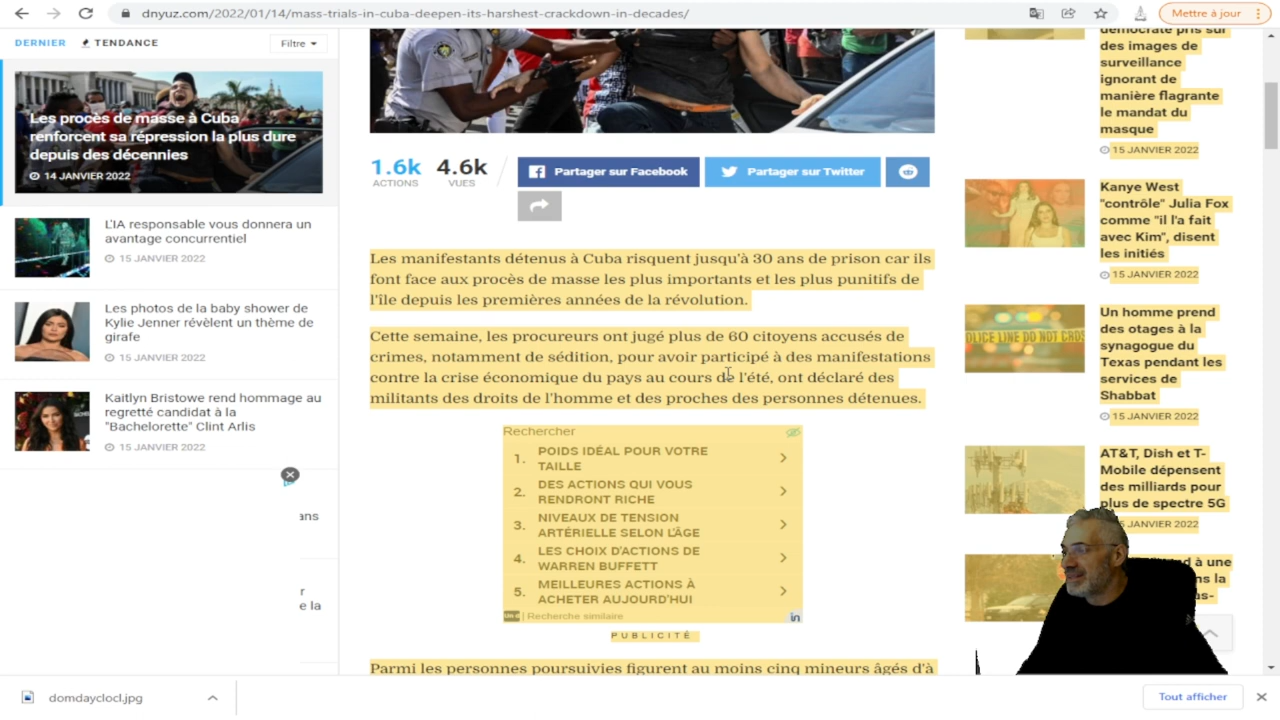 dnyuz.com/2022/01/14/mass-trials-in-cuba-deepen-its-harshest-crackdown-in-decades/
Mettre à jour
DERNIER
TENDANCE
Filtre
Les procès de masse à Cuba
renforcent sa répression la plus dure
depuis des décennies
14 JANVIER 2022
L'IA responsable vous donnera un
avantage concurrentiel
15 JANVIER 2022
Les photos de la baby shower de
Kylie Jenner révèlent un thème de
girafe
15 JANVIER 2022
Kaitlyn Bristowe rend hommage au
regretté candidat à la
"Bachelorette" Clint Arlis
15 JANVIER 2022
ans
r
e la
1.6k
ACTIONS
4.6k
VUES
Partager sur Facebook
Partager sur Twitter
Les manifestants détenus à Cuba risquent jusqu'à 30 ans de prison car ils
font face aux procès de masse les plus importants et les plus punitifs de
l'île depuis les premières années de la révolution.
Cette semaine, les procureurs ont jugé plus de 60 citoyens accusés de
crimes, notamment de sédition, pour avoir participé à des manifestations
contre la crise économique du pays au cours de l'été, ont déclaré des
militants des droits de l'homme et des proches des personnes détenues.
Rechercher
1. POIDS IDÉAL POUR VOTRE
TAILLE
2. DES ACTIONS QUI VOUS
RENDRONT RICHE
3. NIVEAUX DE TENSION
ARTÉRIELLE SELON L'ÂGE
4. LES CHOIX D'ACTIONS DE
WARREN BUFFETT
5. MEILLEURES ACTIONS À
ACHETER AUJOURD'HUI
| Recherche similaire
in
PUBLICITÉ
Parmi les personnes poursuivies figurent au moins cinq mineurs âgés d'à
démocrate pris sur
des images de
surveillance
ignorant de
manière flagrante
le mandat du
masque
15 JANVIER 2022
Kanye West
"contrôle" Julia Fox
comme "il l'a fait
avec Kim", disent
les initiés
15 JANVIER 2022
POLICE LINE DO NOT CROS
Un homme prend
des otages à la
synagogue du
Texas pendant les
services de
Shabbat
15 JANVIER 2022
AT&T, Dish et T-
Mobile dépensent
des milliards pour
plus de spectre 5G
15 JANVIER 2022
d à une
ns la
as-
domdayclocl.jpg
Tout afficher